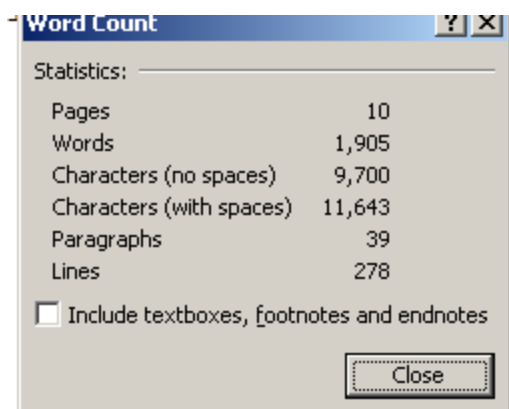 Word Count
Statistics:
Pages 10
Words 1,905
Characters (no spaces) 9,700
Characters (with spaces) 11,643
Paragraphs 39
Lines 278
Include textboxes, footnotes and endnotes
Close